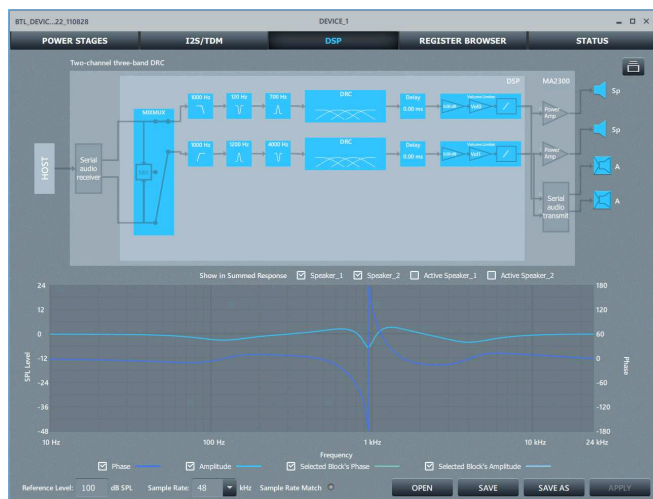 BTL_DEVIC...22_110828
DEVICE_1
POWER STAGES I2S/TDM DSP REGISTER BROWSER STATUS
Two-channel three-band DRC
DSP MA2300
MIXMUX
1000 Hz 120 Hz 700 Hz DRC Delay 0.00 ms Volume/Limiter Vol0 Power Amp Sp
1000 Hz 1200 Hz 4000 Hz DRC Delay 0.00 ms Volume/Limiter Vol1 Power Amp Sp
HOST Serial audio receiver
Serial audio transmit A
A
Show in Summed Response Speaker_1 Speaker_2 Active Speaker_1 Active Speaker_2
24 180
12 120
0 60
-12 0
-24 -60
-36 -120
-48 -180
SPL Level
Phase
10 Hz 100 Hz 1 kHz 10 kHz 24 kHz
Frequency
Phase Amplitude Selected Block's Phase Selected Block's Amplitude
Reference Level: 100 dB SPL Sample Rate: 48 kHz Sample Rate Match OPEN SAVE SAVE AS APPLY